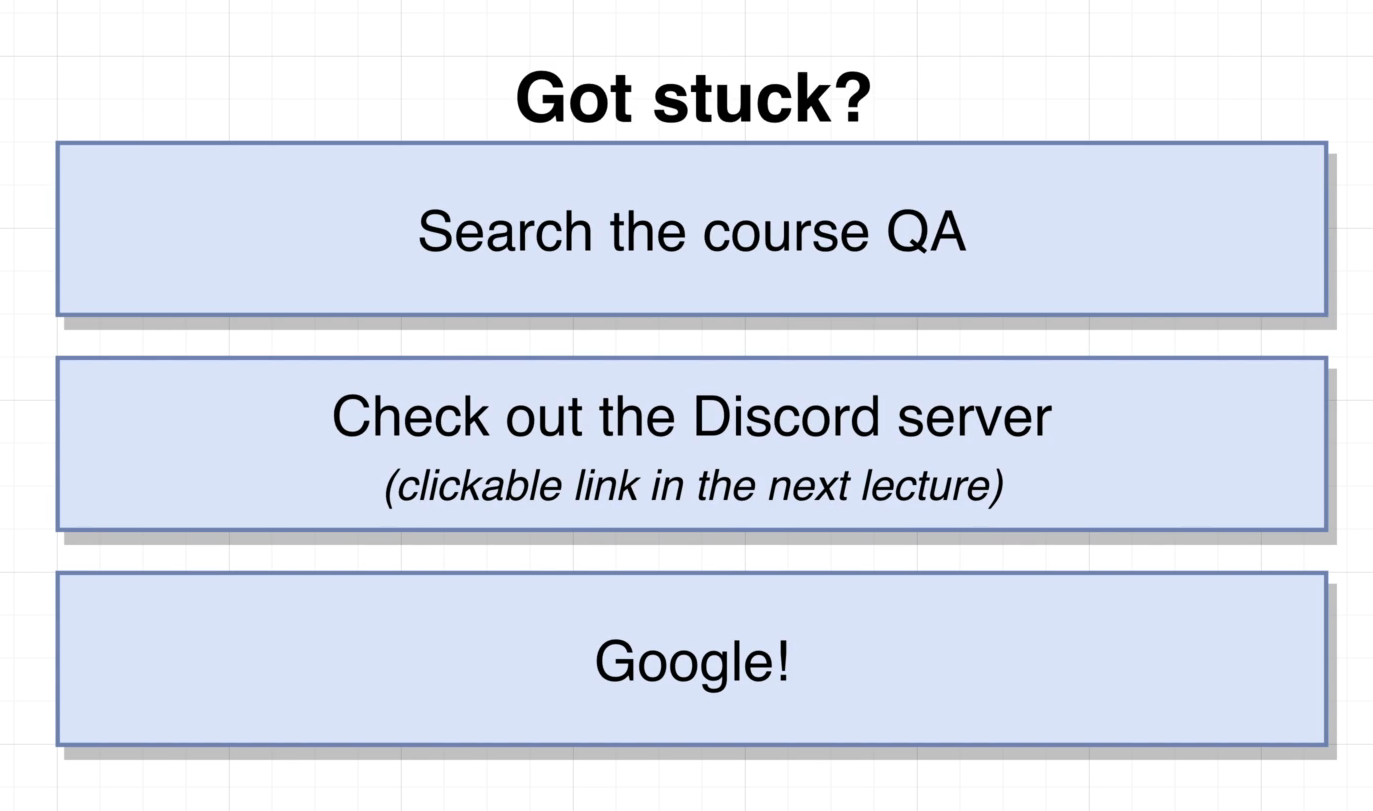 Got stuck?
Search the course QA
Check out the Discord server
(clickable link in the next lecture)
Google!